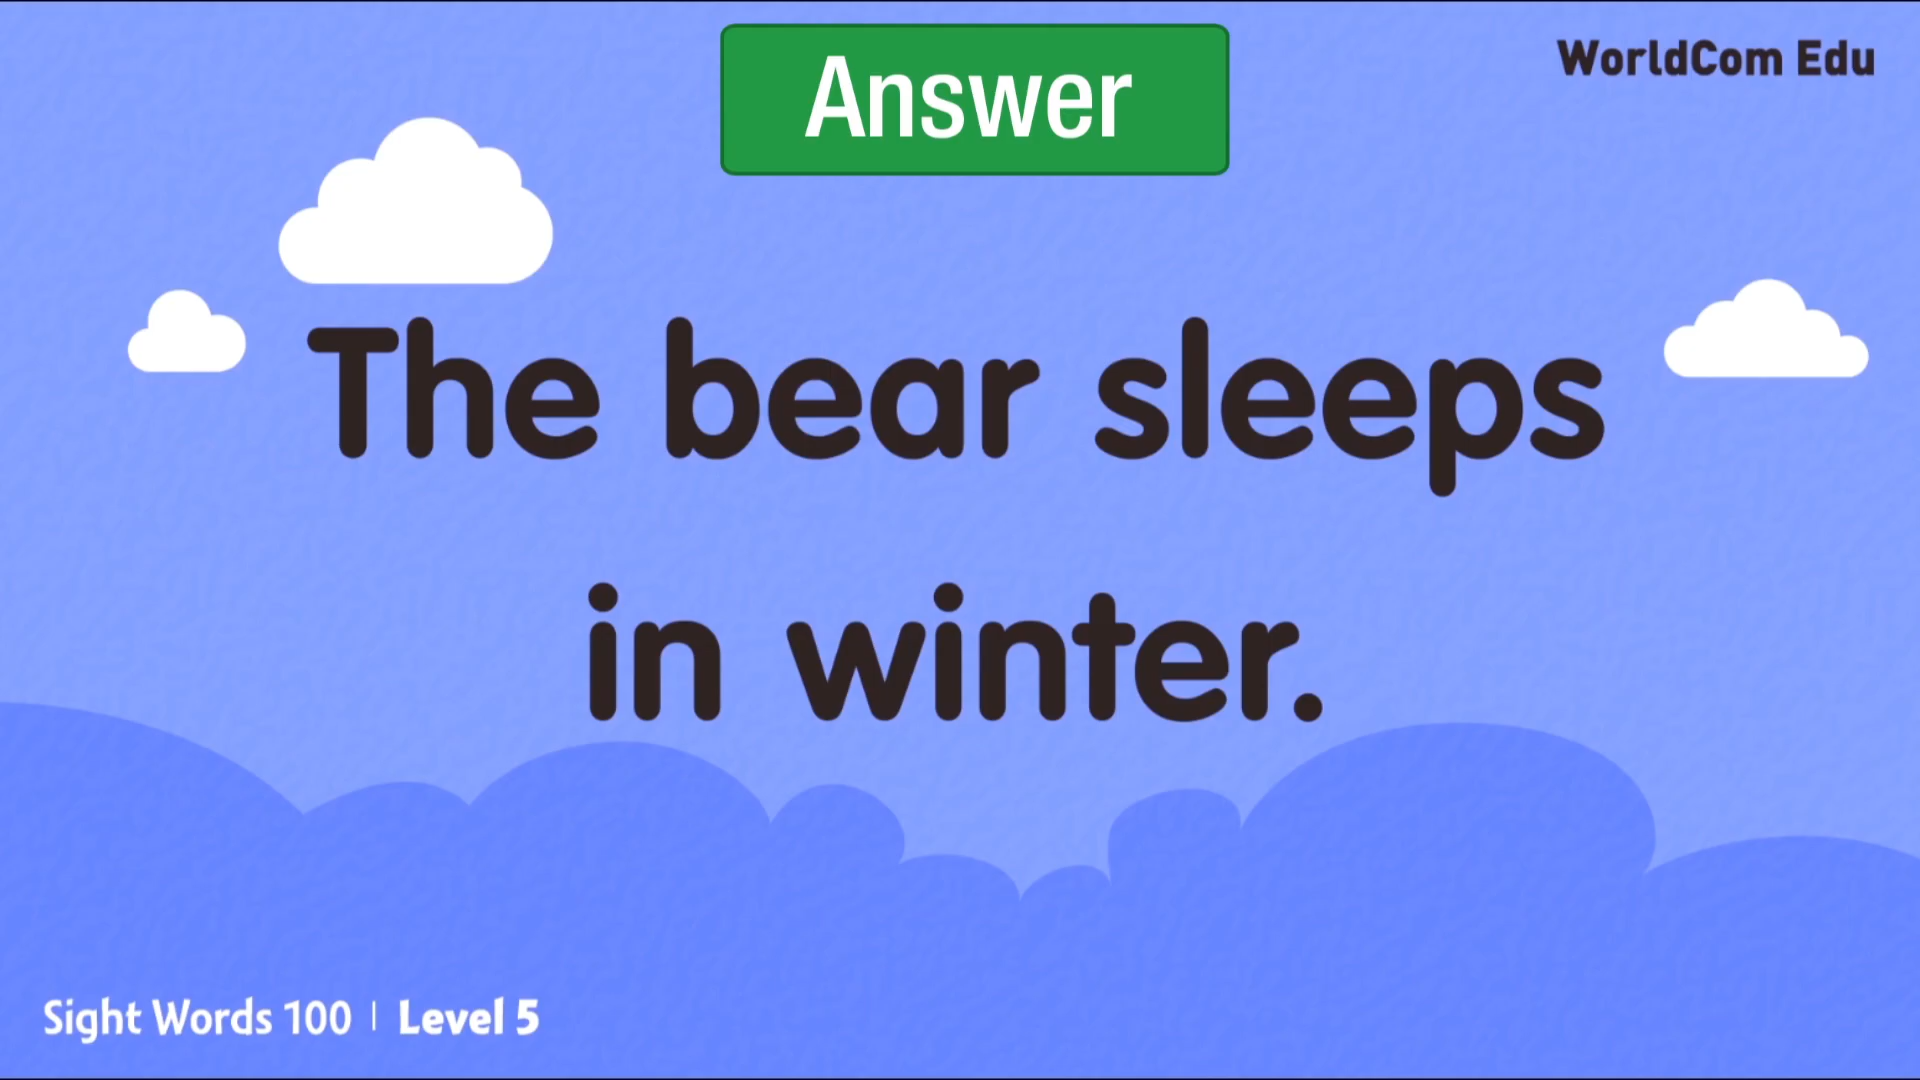 Answer
WorldCom Edu
The bear sleeps
in winter.
Sight Words 100 | Level 5